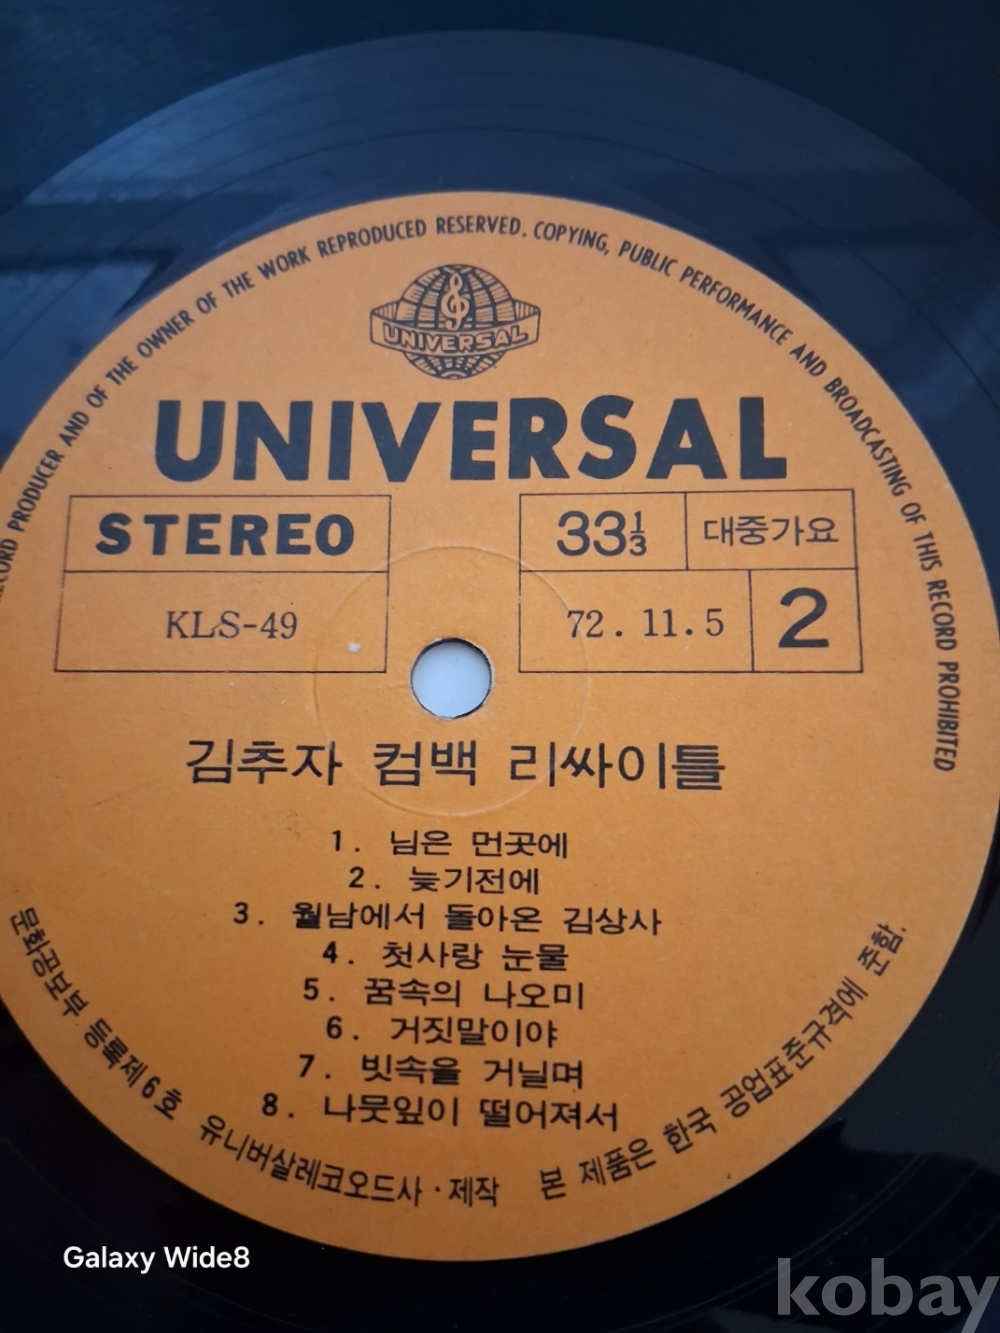 RECORD PRODUCER AND OF THE OWNER OF THE WORK REPRODUCED RESERVED. COPYING, PUBLIC PERFORMANCE AND BROADCASTING OF THIS RECORD PROHIBITED
UNIVERSAL
UNIVERSAL
STEREO
33⅓ 대중가요
KLS-49
72.11.5 2
김추자 컴백 리싸이틀
1. 님은 먼곳에
2. 늦기전에
3. 월남에서 돌아온 김상사
4. 첫사랑 눈물
5. 꿈속의 나오미
6. 거짓말이야
7. 빗속을 거닐며
8. 나뭇잎이 떨어져서
문화공보부 등록제6호 유니버살레코오드사·제작 본 제품은 한국 공업표준규격에 준함.
Galaxy Wide8
kobay